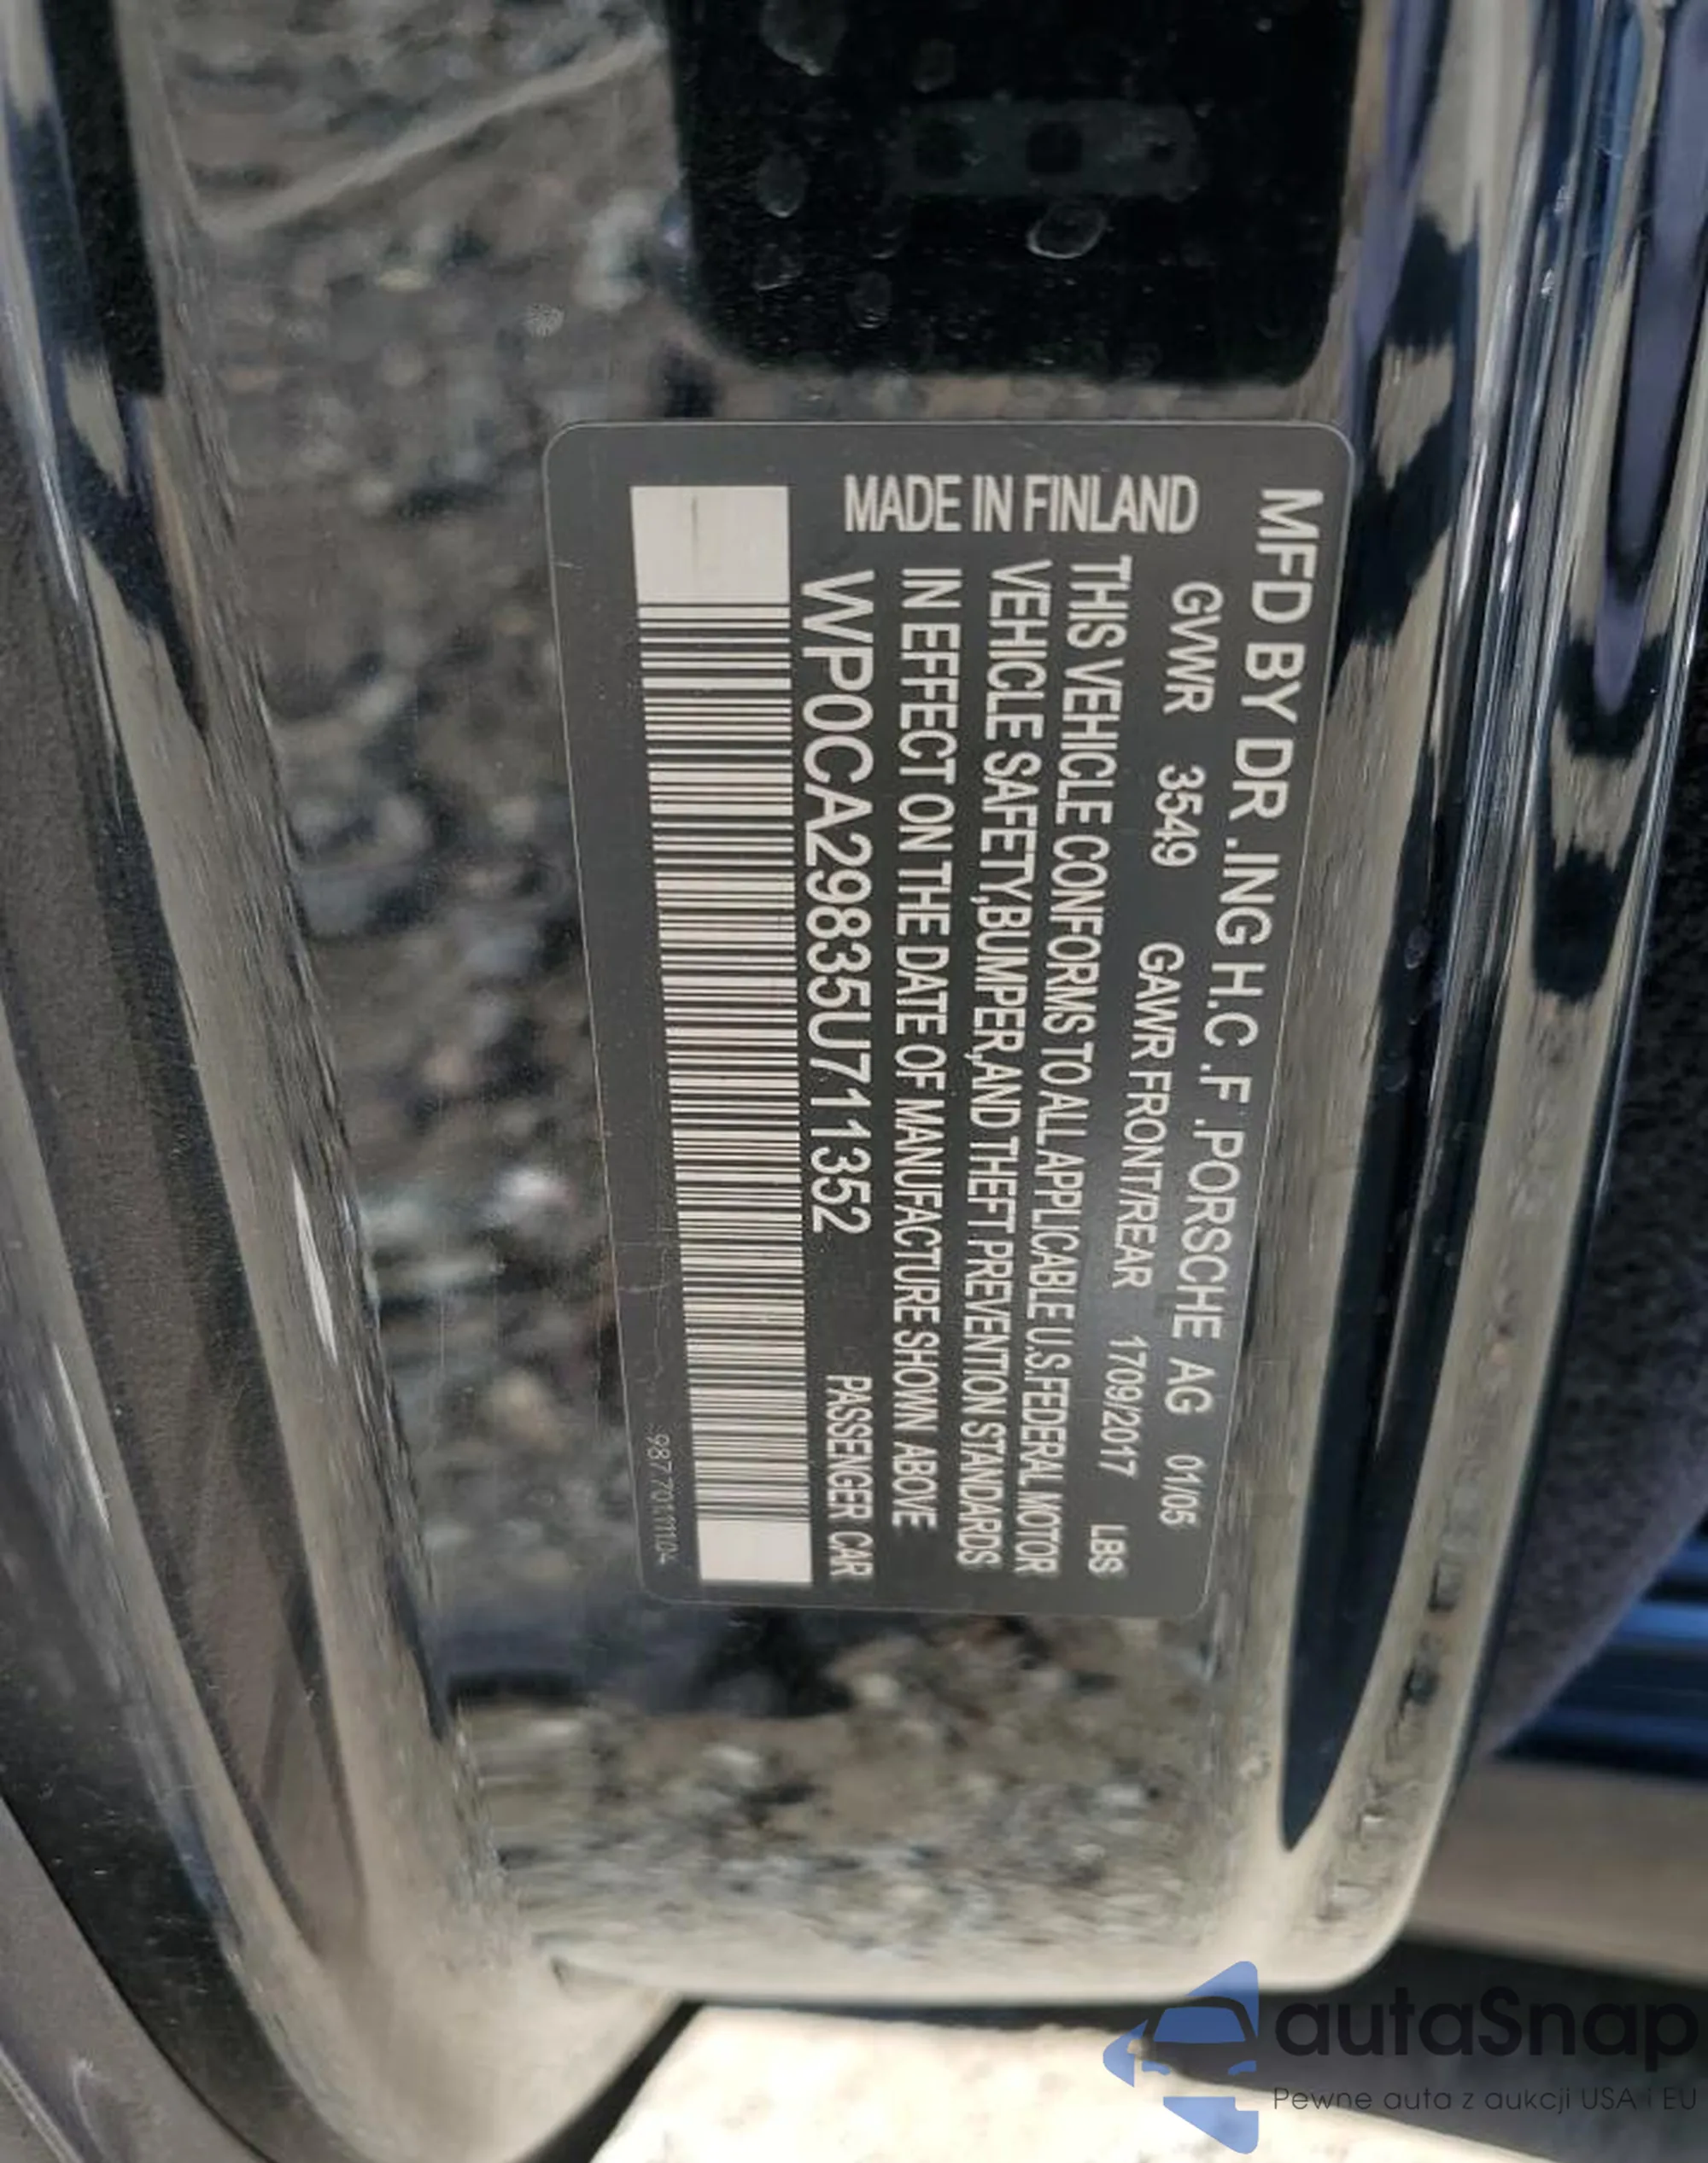 MFD BY DR .ING H.C .F .PORSCHE AG 01/05
GVWR 3549 GAWR FRONT/REAR 1709/2017 LBS
THIS VEHICLE CONFORMS TO ALL APPLICABLE U.S.FEDERAL MOTOR
VEHICLE SAFETY,BUMPER,AND THEFT PREVENTION STANDARDS
IN EFFECT ON THE DATE OF MANUFACTURE SHOWN ABOVE
WP0CA29835U711352 PASSENGER CAR
MADE IN FINLAND
98770111104
autaSnap
Pewne auta z aukcji USA i EU